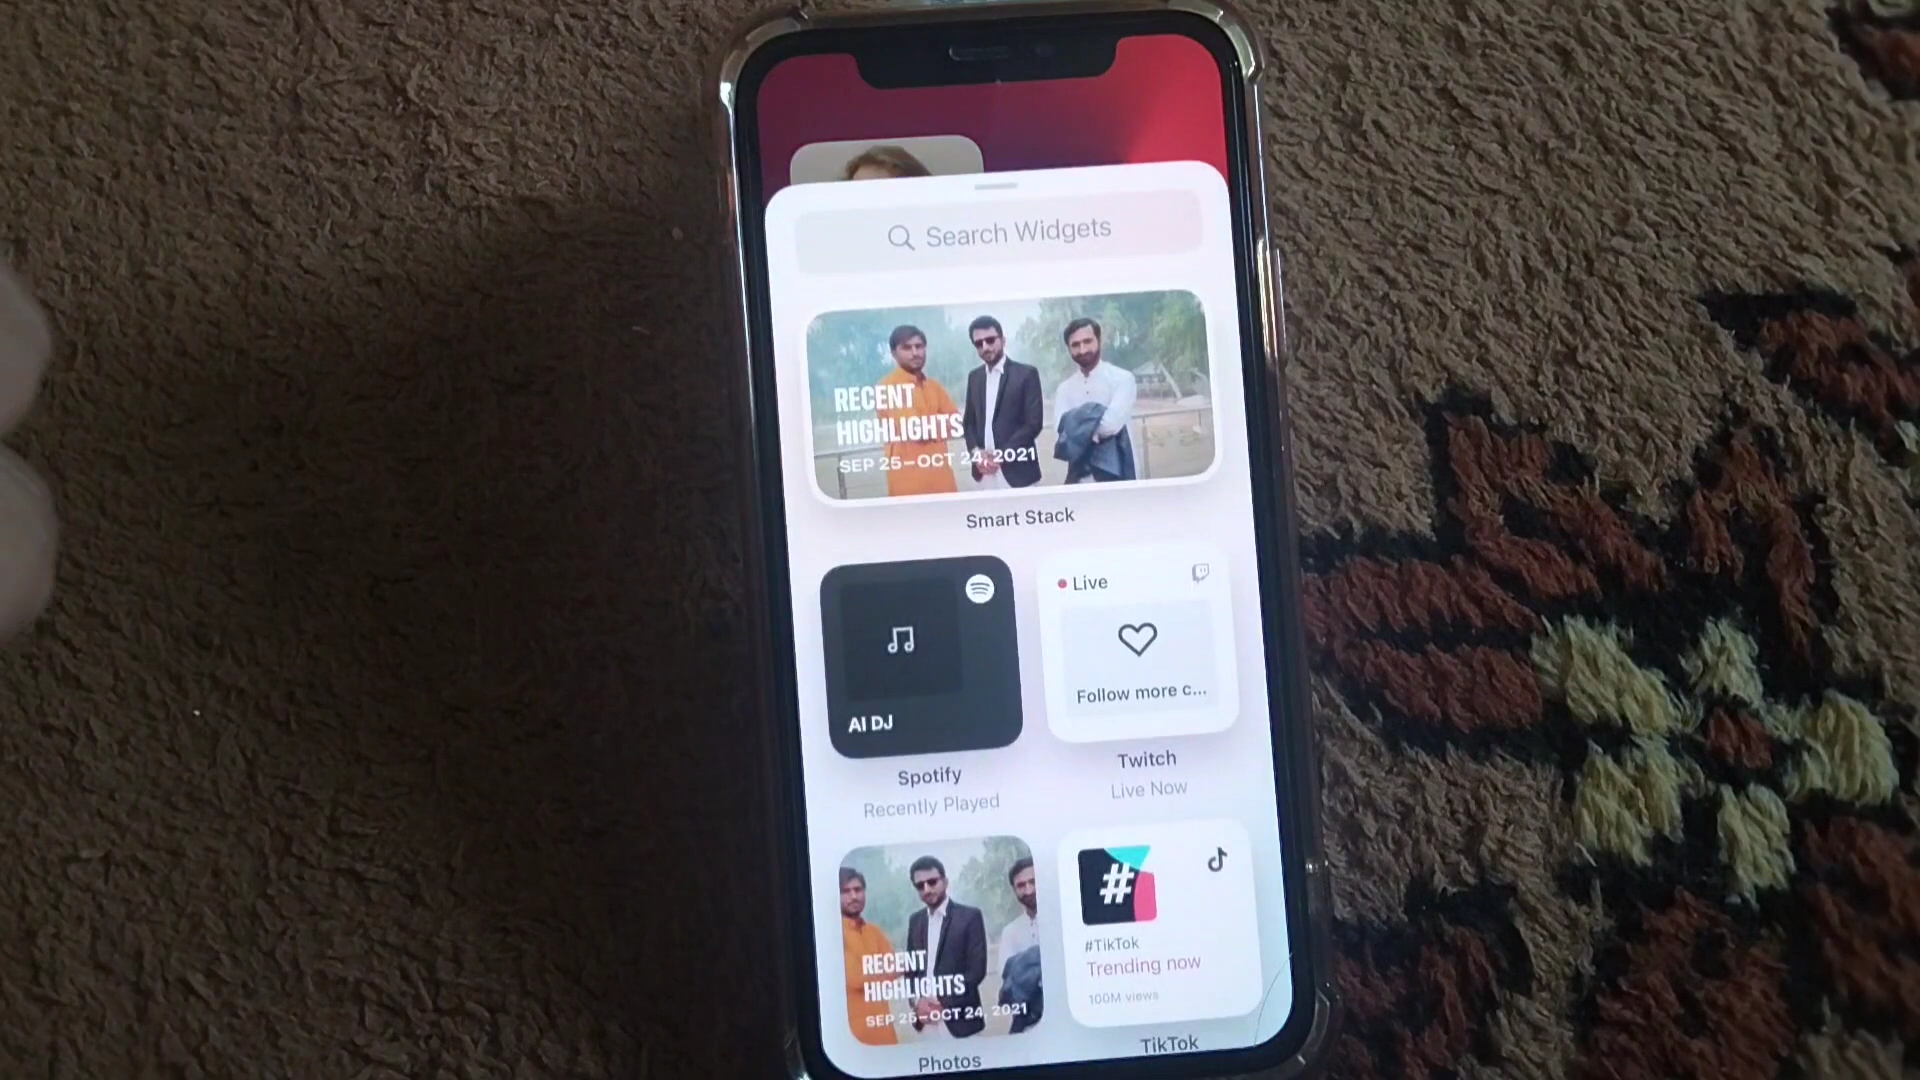 Search Widgets
RECENT
HIGHLIGHTS
SEP 25–OCT 24, 2021
Smart Stack
AI DJ
Spotify
Recently Played
Live
Follow more c...
Twitch
Live Now
RECENT
HIGHLIGHTS
SEP 25–OCT 24, 2021
Photos
#
#TikTok
Trending now
100M views
TikTok